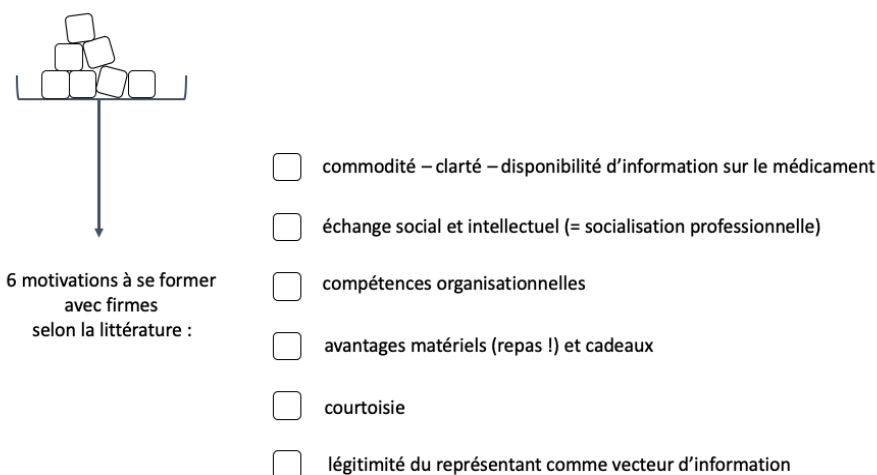 6 motivations à se former
avec firmes
selon la littérature :
commodité – clarté – disponibilité d'information sur le médicament
échange social et intellectuel (= socialisation professionnelle)
compétences organisationnelles
avantages matériels (repas !) et cadeaux
courtoisie
légitimité du représentant comme vecteur d'information